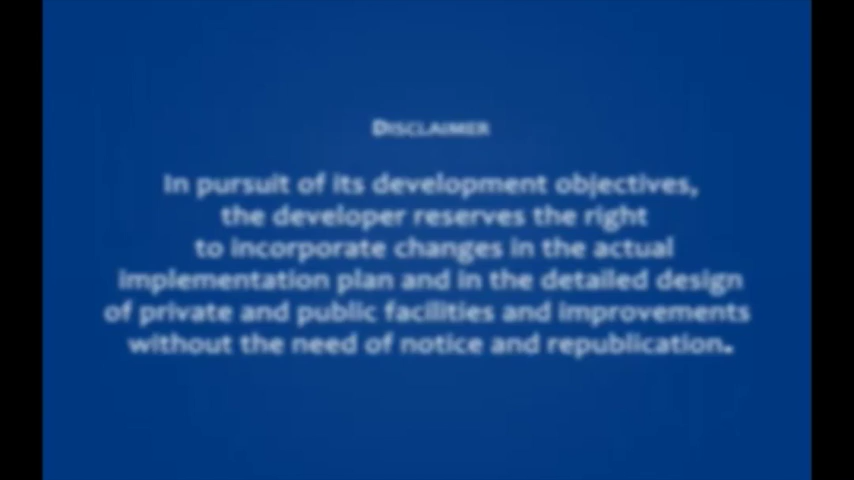 DISCLAIMER
In pursuit of its development objectives,
the developer reserves the right
to incorporate changes in the actual
implementation plan and in the detailed design
of private and public facilities and improvements
without the need of notice and republication.